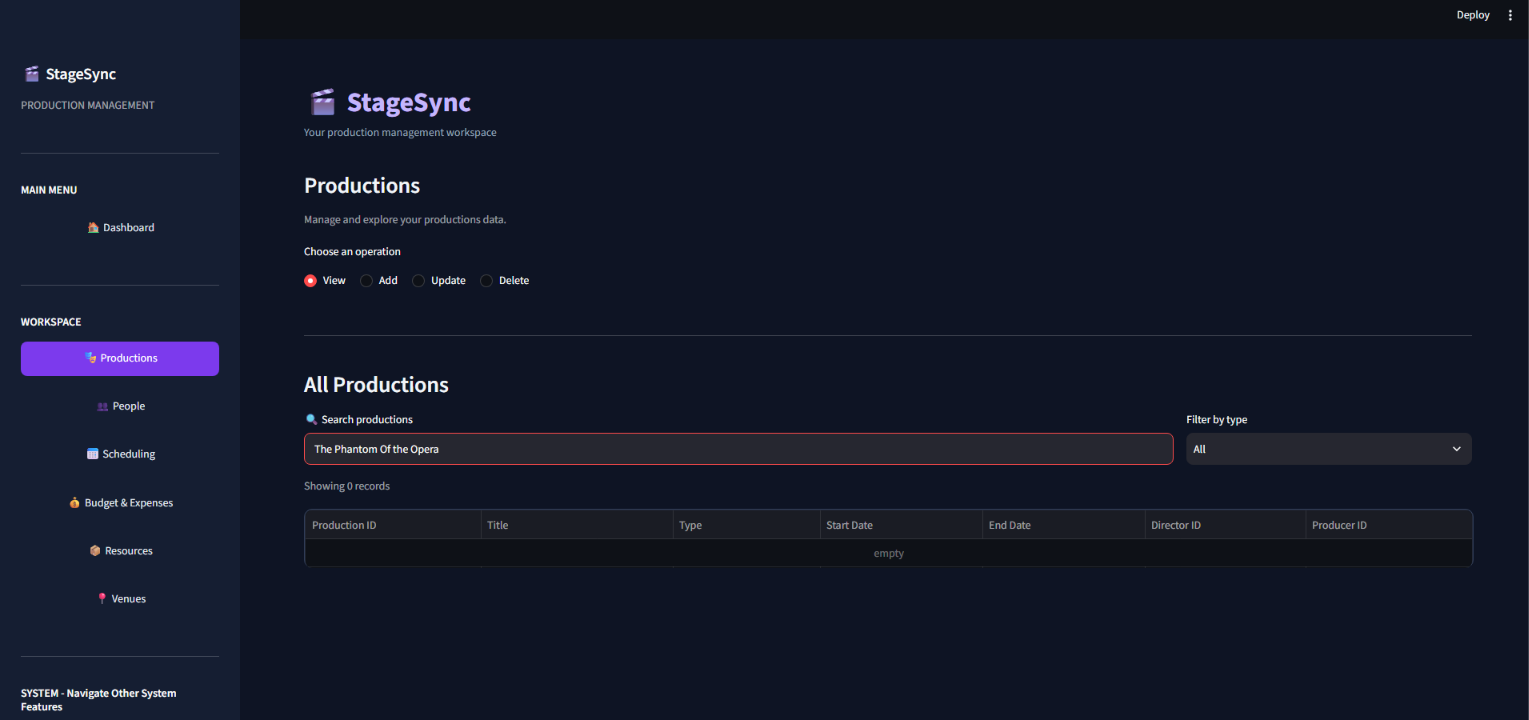 Deploy
StageSync
PRODUCTION MANAGEMENT
MAIN MENU
Dashboard
WORKSPACE
Productions
People
Scheduling
Budget & Expenses
Resources
Venues
SYSTEM - Navigate Other System
Features
StageSync
Your production management workspace
Productions
Manage and explore your productions data.
Choose an operation
View Add Update Delete
All Productions
Search productions Filter by type
The Phantom Of the Opera All
Showing 0 records
Production ID Title Type Start Date End Date Director ID Producer ID
empty